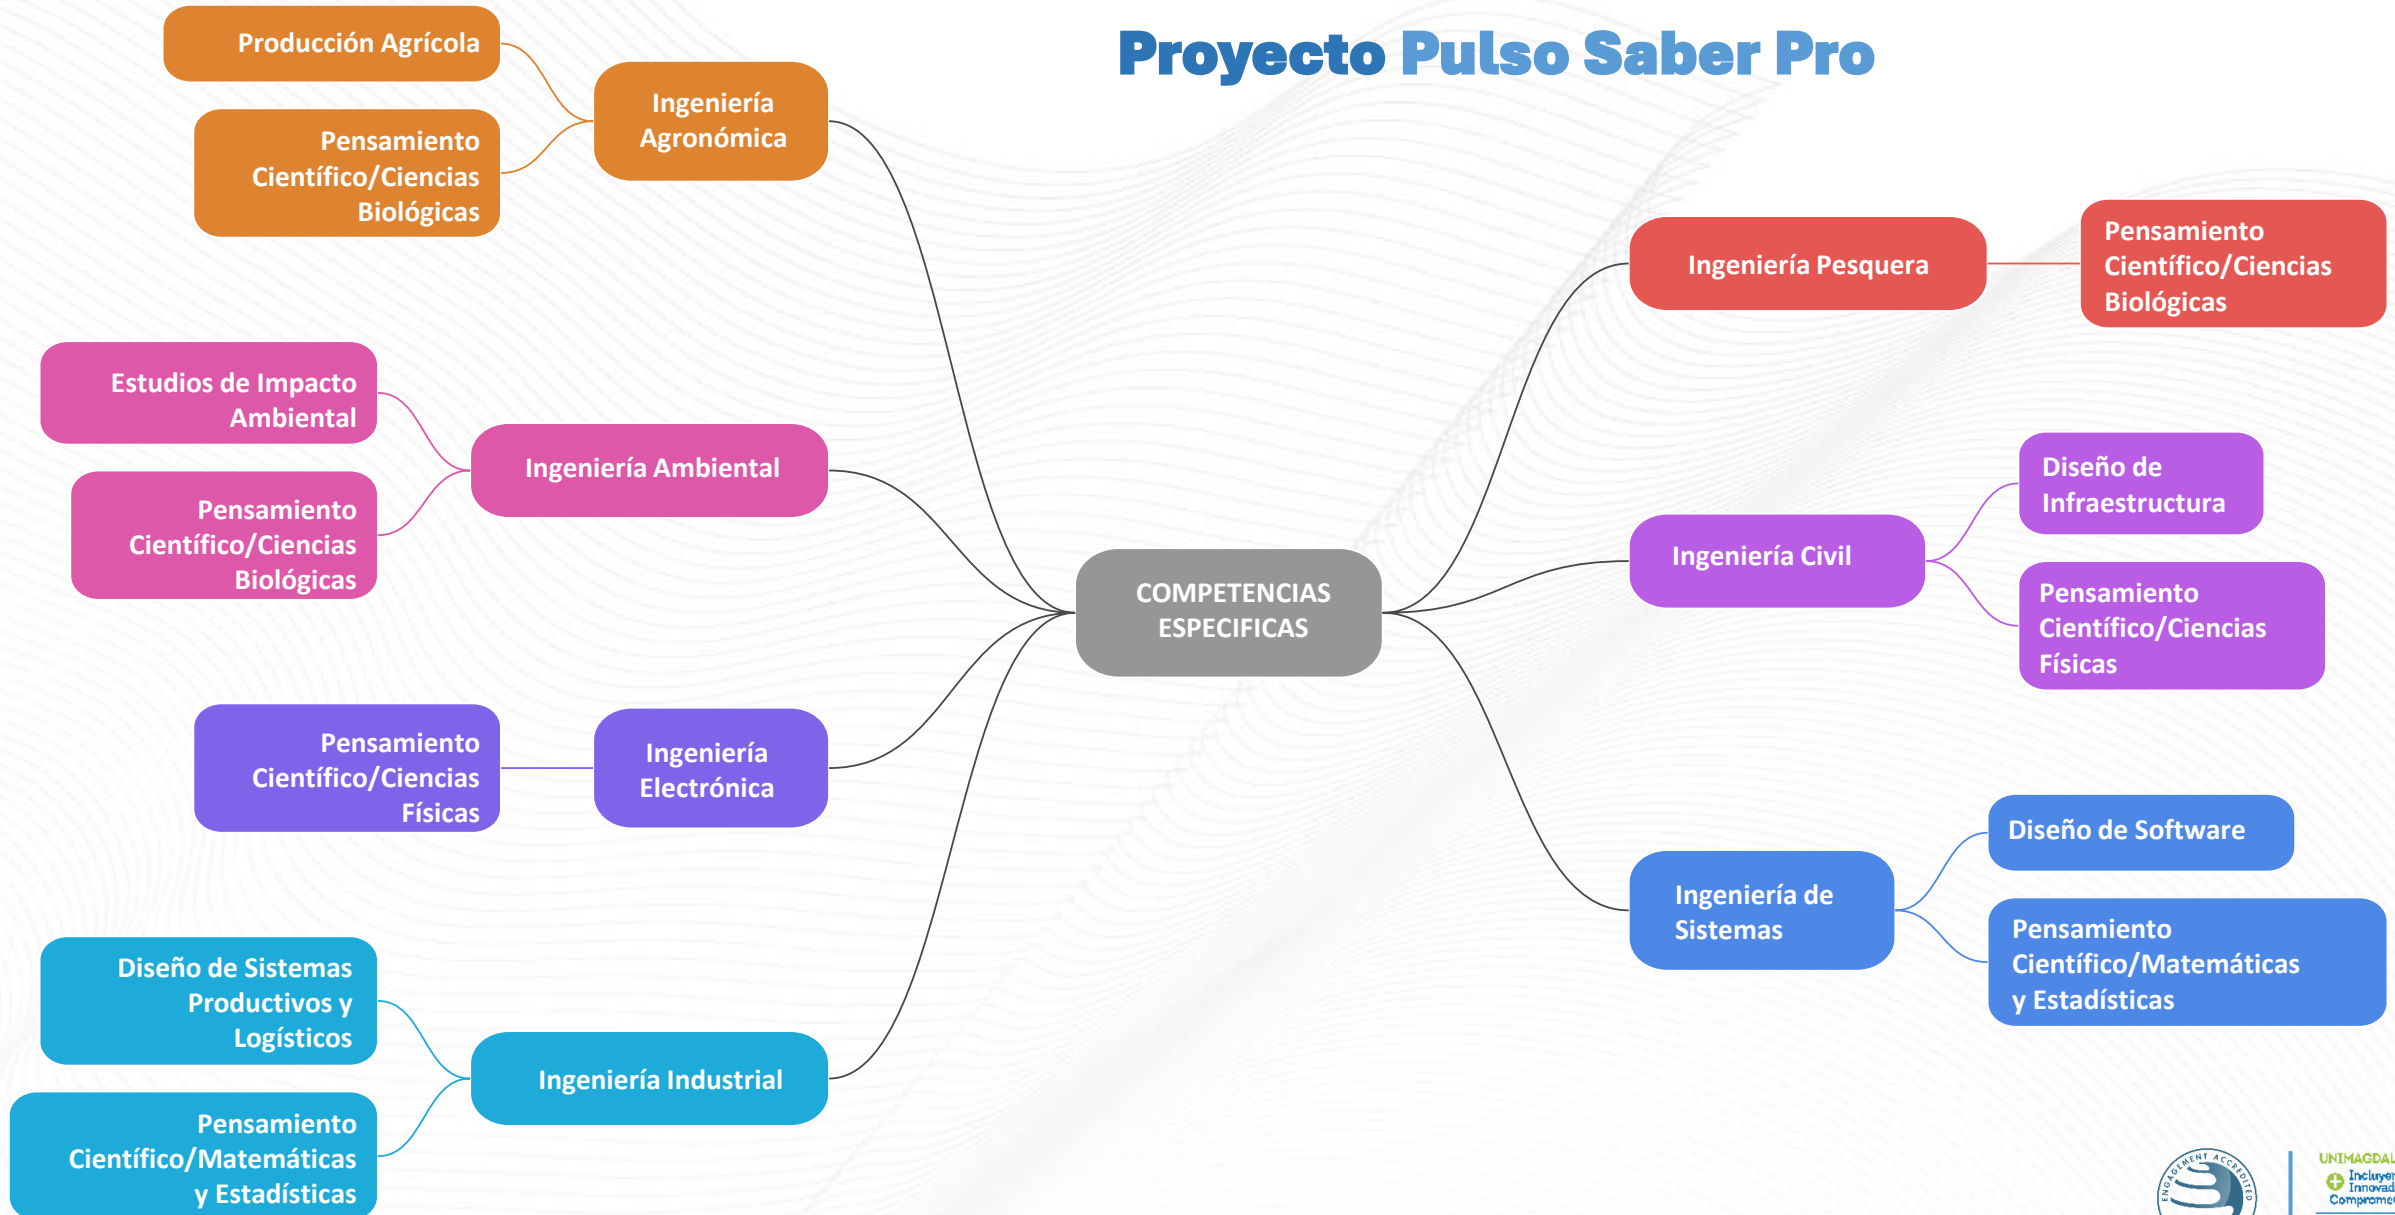 Proyecto Pulso Saber Pro
Producción Agrícola
Pensamiento
Científico/Ciencias
Biológicas
Ingeniería
Agronómica
Estudios de Impacto
Ambiental
Pensamiento
Científico/Ciencias
Biológicas
Ingeniería Ambiental
Pensamiento
Científico/Ciencias
Físicas
Ingeniería
Electrónica
Diseño de Sistemas
Productivos y
Logísticos
Pensamiento
Científico/Matemáticas
y Estadísticas
Ingeniería Industrial
COMPETENCIAS
ESPECIFICAS
Ingeniería Pesquera
Pensamiento
Científico/Ciencias
Biológicas
Ingeniería Civil
Diseño de
Infraestructura
Pensamiento
Científico/Ciencias
Físicas
Ingeniería de
Sistemas
Diseño de Software
Pensamiento
Científico/Matemáticas
y Estadísticas
ENGAGEMENT ACCREDITED